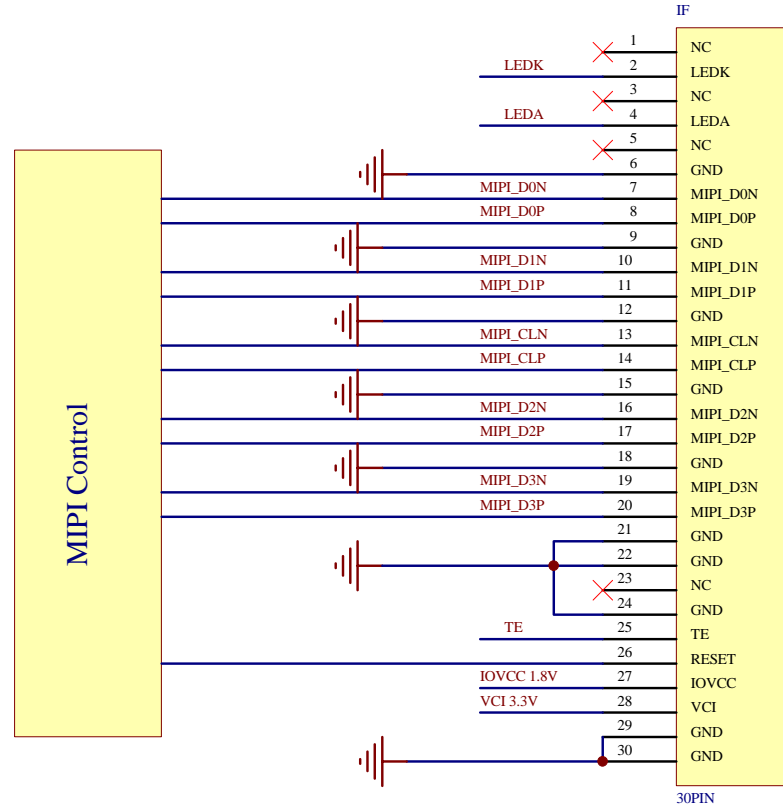 IF
1 NC
LEDK 2 LEDK
3 NC
LEDA 4 LEDA
5 NC
6 GND
MIPI_D0N 7 MIPI_D0N
MIPI_D0P 8 MIPI_D0P
9 GND
MIPI_D1N 10 MIPI_D1N
MIPI_D1P 11 MIPI_D1P
12 GND
MIPI_CLN 13 MIPI_CLN
MIPI_CLP 14 MIPI_CLP
15 GND
MIPI_D2N 16 MIPI_D2N
MIPI_D2P 17 MIPI_D2P
18 GND
MIPI_D3N 19 MIPI_D3N
MIPI_D3P 20 MIPI_D3P
21 GND
22 GND
23 NC
24 GND
TE 25 TE
26 RESET
IOVCC 1.8V 27 IOVCC
VCI 3.3V 28 VCI
29 GND
30 GND
30PIN
MIPI Control